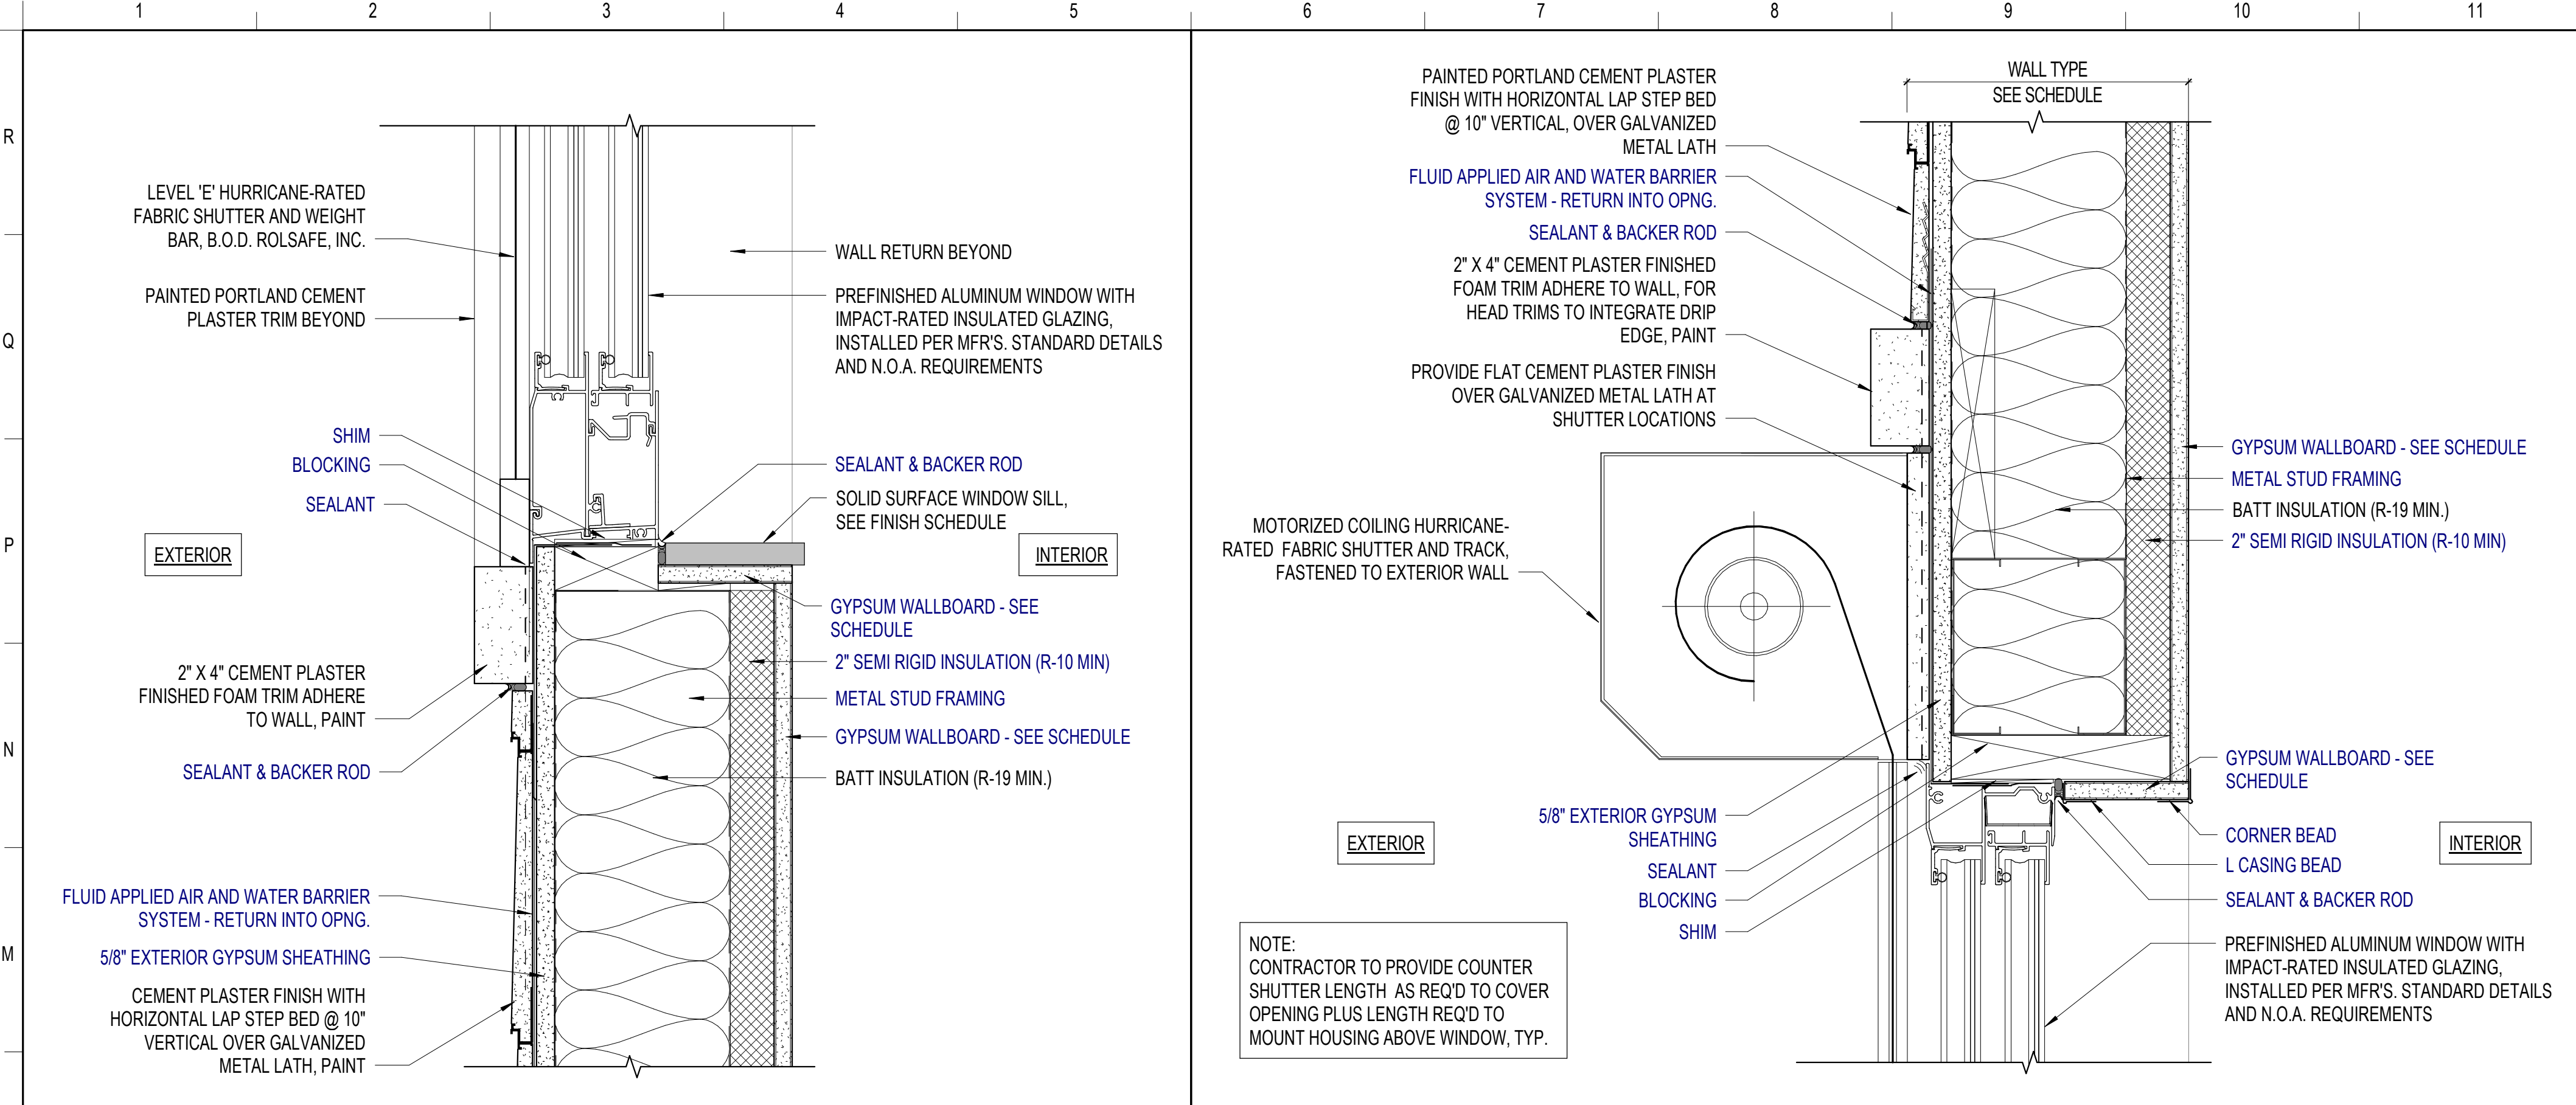 1 2 3 4 5 6 7 8 9 10 11
R
Q
P
N
M
LEVEL 'E' HURRICANE-RATED
FABRIC SHUTTER AND WEIGHT
BAR, B.O.D. ROLSAFE, INC.
PAINTED PORTLAND CEMENT
PLASTER TRIM BEYOND
SHIM
BLOCKING
SEALANT
EXTERIOR
2" X 4" CEMENT PLASTER
FINISHED FOAM TRIM ADHERE
TO WALL, PAINT
SEALANT & BACKER ROD
FLUID APPLIED AIR AND WATER BARRIER
SYSTEM - RETURN INTO OPNG.
5/8" EXTERIOR GYPSUM SHEATHING
CEMENT PLASTER FINISH WITH
HORIZONTAL LAP STEP BED @ 10"
VERTICAL OVER GALVANIZED
METAL LATH, PAINT
WALL RETURN BEYOND
PREFINISHED ALUMINUM WINDOW WITH
IMPACT-RATED INSULATED GLAZING,
INSTALLED PER MFR'S. STANDARD DETAILS
AND N.O.A. REQUIREMENTS
SEALANT & BACKER ROD
SOLID SURFACE WINDOW SILL,
SEE FINISH SCHEDULE
INTERIOR
GYPSUM WALLBOARD - SEE
SCHEDULE
2" SEMI RIGID INSULATION (R-10 MIN)
METAL STUD FRAMING
GYPSUM WALLBOARD - SEE SCHEDULE
BATT INSULATION (R-19 MIN.)
PAINTED PORTLAND CEMENT PLASTER
FINISH WITH HORIZONTAL LAP STEP BED
@ 10" VERTICAL, OVER GALVANIZED
METAL LATH
FLUID APPLIED AIR AND WATER BARRIER
SYSTEM - RETURN INTO OPNG.
SEALANT & BACKER ROD
2" X 4" CEMENT PLASTER FINISHED
FOAM TRIM ADHERE TO WALL, FOR
HEAD TRIMS TO INTEGRATE DRIP
EDGE, PAINT
PROVIDE FLAT CEMENT PLASTER FINISH
OVER GALVANIZED METAL LATH AT
SHUTTER LOCATIONS
MOTORIZED COILING HURRICANE-
RATED FABRIC SHUTTER AND TRACK,
FASTENED TO EXTERIOR WALL
5/8" EXTERIOR GYPSUM
SHEATHING
SEALANT
BLOCKING
SHIM
EXTERIOR
NOTE:
CONTRACTOR TO PROVIDE COUNTER
SHUTTER LENGTH AS REQ'D TO COVER
OPENING PLUS LENGTH REQ'D TO
MOUNT HOUSING ABOVE WINDOW, TYP.
WALL TYPE
SEE SCHEDULE
GYPSUM WALLBOARD - SEE SCHEDULE
METAL STUD FRAMING
BATT INSULATION (R-19 MIN.)
2" SEMI RIGID INSULATION (R-10 MIN)
GYPSUM WALLBOARD - SEE
SCHEDULE
CORNER BEAD
L CASING BEAD
INTERIOR
SEALANT & BACKER ROD
PREFINISHED ALUMINUM WINDOW WITH
IMPACT-RATED INSULATED GLAZING,
INSTALLED PER MFR'S. STANDARD DETAILS
AND N.O.A. REQUIREMENTS